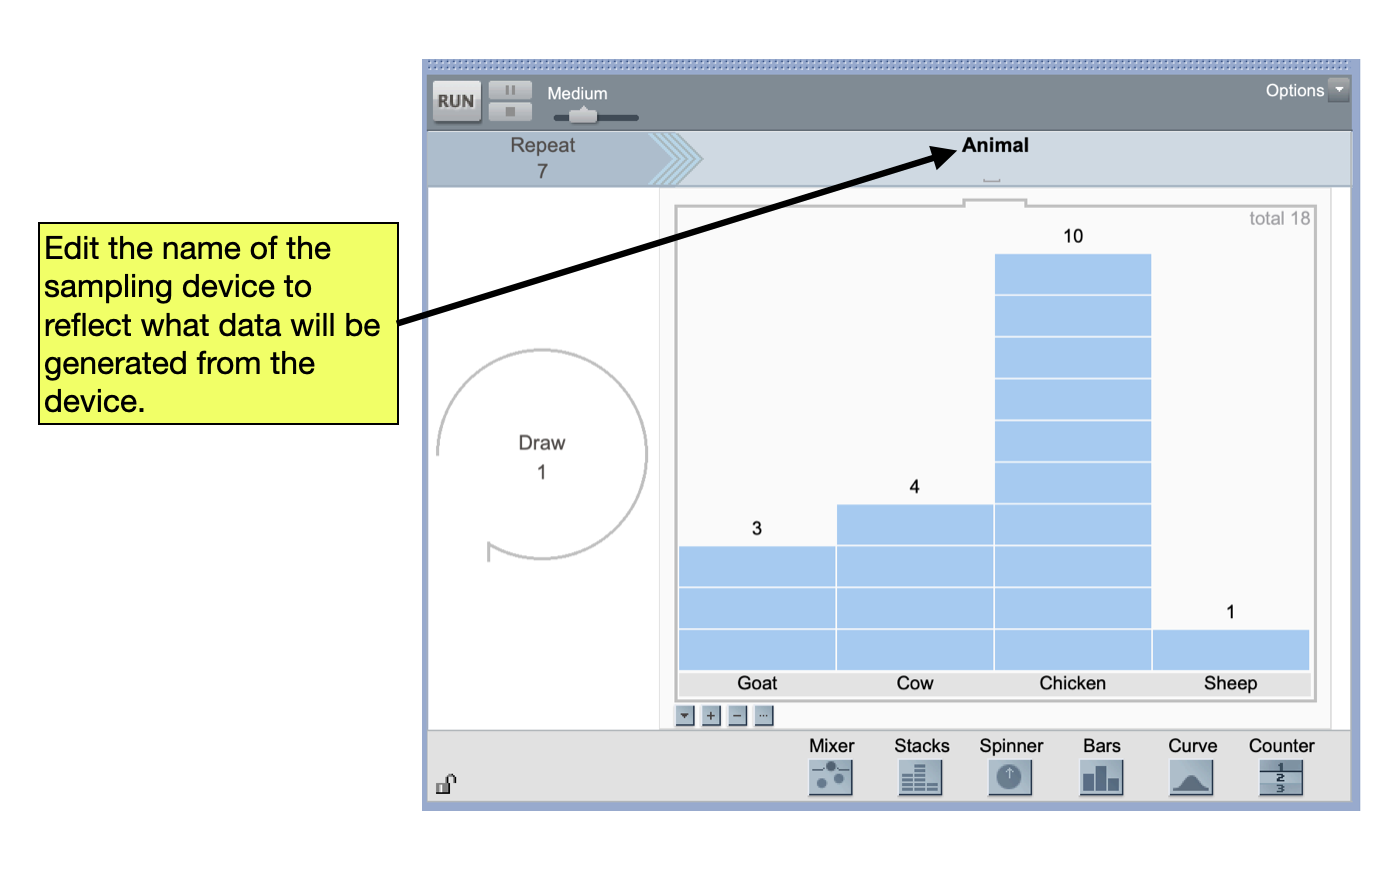 RUN
Medium
Options
Repeat
7
Animal
Edit the name of the
sampling device to
reflect what data will be
generated from the
device.
total 18
10
4
3
1
Draw
1
Goat Cow Chicken Sheep
Mixer Stacks Spinner Bars Curve Counter
1
2
3